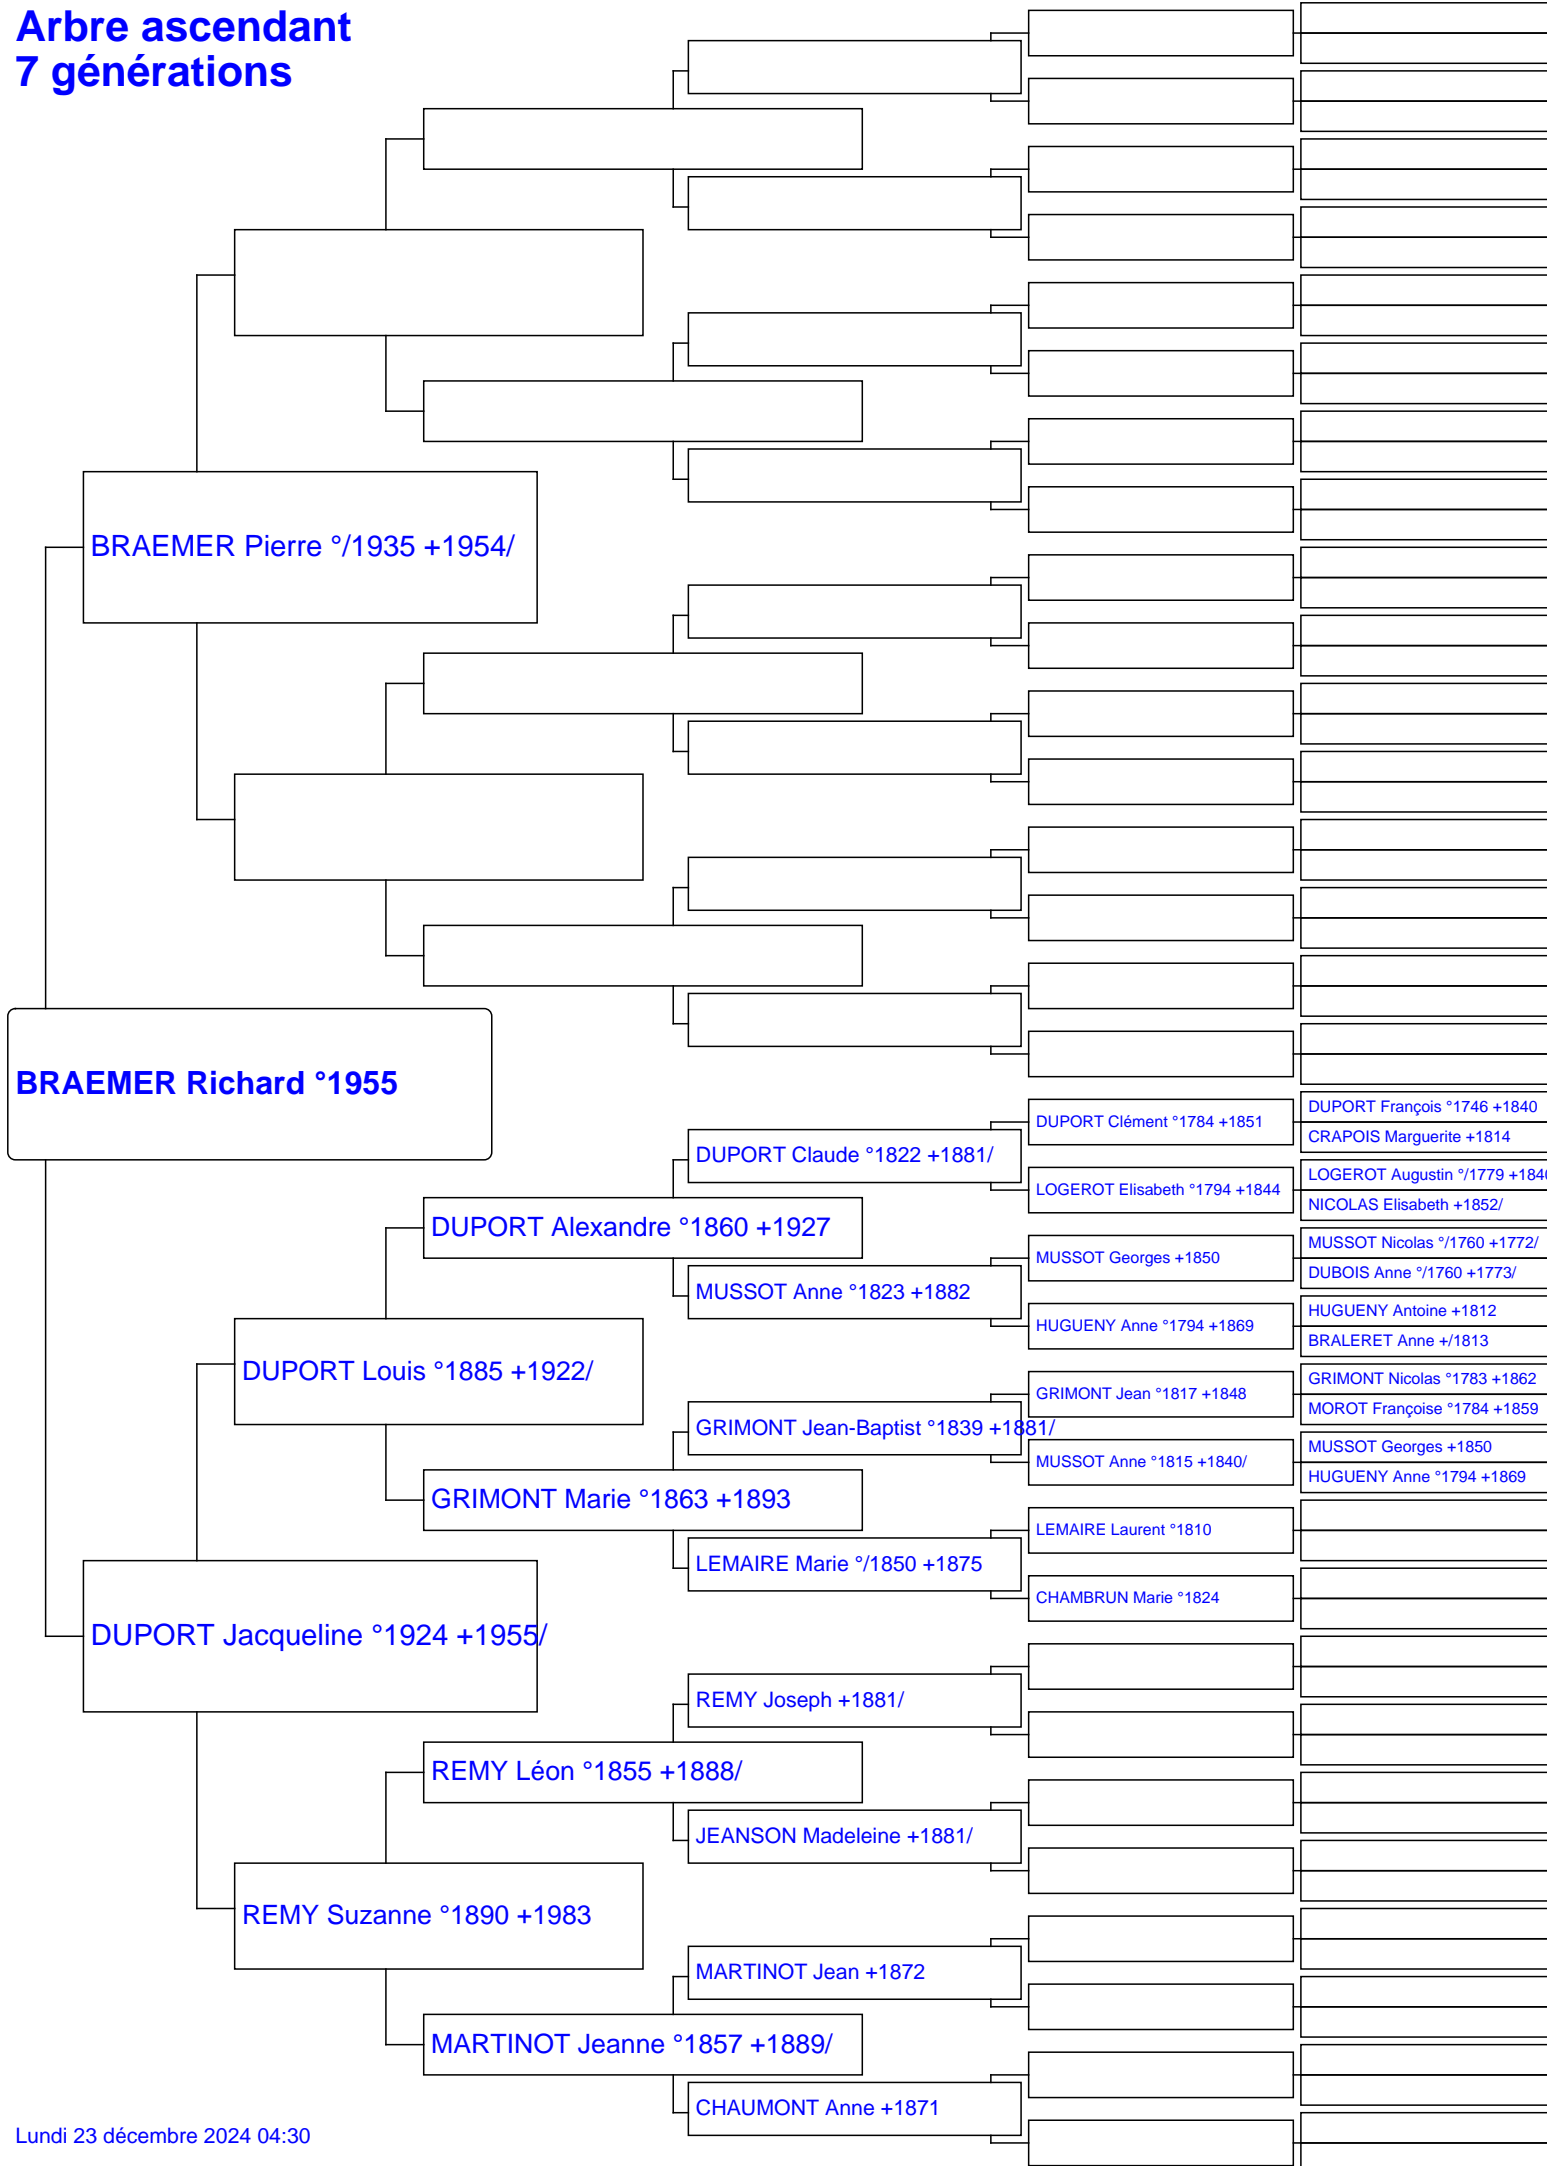 Arbre ascendant
7 générations
BRAEMER Pierre °/1935 +1954/
BRAEMER Richard °1955
DUPORT Clément °1784 +1851
DUPORT François °1746 +1840
CRAPOIS Marguerite +1814
DUPORT Claude °1822 +1881/
LOGEROT Elisabeth °1794 +1844
LOGEROT Augustin °/1779 +1840
NICOLAS Elisabeth +1852/
DUPORT Alexandre °1860 +1927
MUSSOT Georges +1850
MUSSOT Nicolas °/1760 +1772/
DUBOIS Anne °/1760 +1773/
MUSSOT Anne °1823 +1882
HUGUENY Anne °1794 +1869
HUGUENY Antoine +1812
BRALERET Anne +/1813
DUPORT Louis °1885 +1922/
GRIMONT Jean °1817 +1848
GRIMONT Nicolas °1783 +1862
MOROT Françoise °1784 +1859
GRIMONT Jean-Baptist °1839 +1881/
MUSSOT Anne °1815 +1840/
MUSSOT Georges +1850
HUGUENY Anne °1794 +1869
GRIMONT Marie °1863 +1893
LEMAIRE Laurent °1810
LEMAIRE Marie °/1850 +1875
CHAMBRUN Marie °1824
DUPORT Jacqueline °1924 +1955/
REMY Joseph +1881/
REMY Léon °1855 +1888/
JEANSON Madeleine +1881/
REMY Suzanne °1890 +1983
MARTINOT Jean +1872
MARTINOT Jeanne °1857 +1889/
CHAUMONT Anne +1871
Lundi 23 décembre 2024 04:30